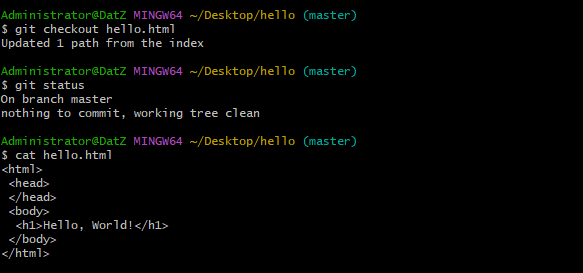 Administrator@DatZ MINGW64 ~/Desktop/hello (master)
$ git checkout hello.html
Updated 1 path from the index

Administrator@DatZ MINGW64 ~/Desktop/hello (master)
$ git status
On branch master
nothing to commit, working tree clean

Administrator@DatZ MINGW64 ~/Desktop/hello (master)
$ cat hello.html
<html>
 <head>
 </head>
 <body>
  <h1>Hello, World!</h1>
 </body>
</html>